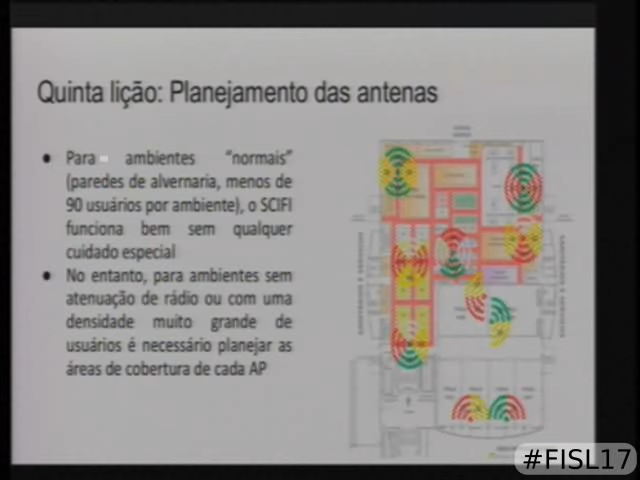 Quinta lição: Planejamento das antenas
● Para ambientes “normais”
(paredes de alvernaria, menos de
90 usuários por ambiente), o SCIFI
funciona bem sem qualquer
cuidado especial
● No entanto, para ambientes sem
atenuação de rádio ou com uma
densidade muito grande de
usuários é necessário planejar as
áreas de cobertura de cada AP
#FISL17